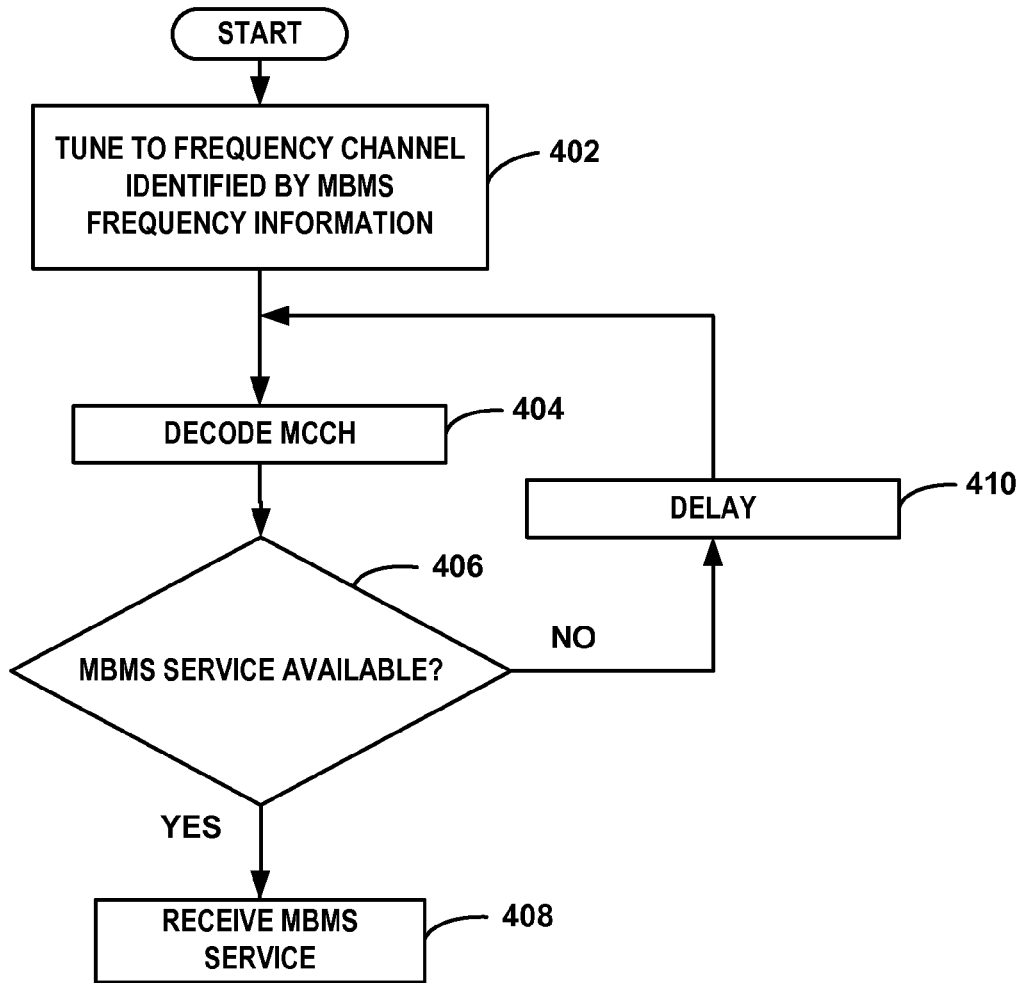 START
TUNE TO FREQUENCY CHANNEL
IDENTIFIED BY MBMS
FREQUENCY INFORMATION
402
DECODE MCCH
404
DELAY
410
MBMS SERVICE AVAILABLE?
406
NO
YES
RECEIVE MBMS
SERVICE
408